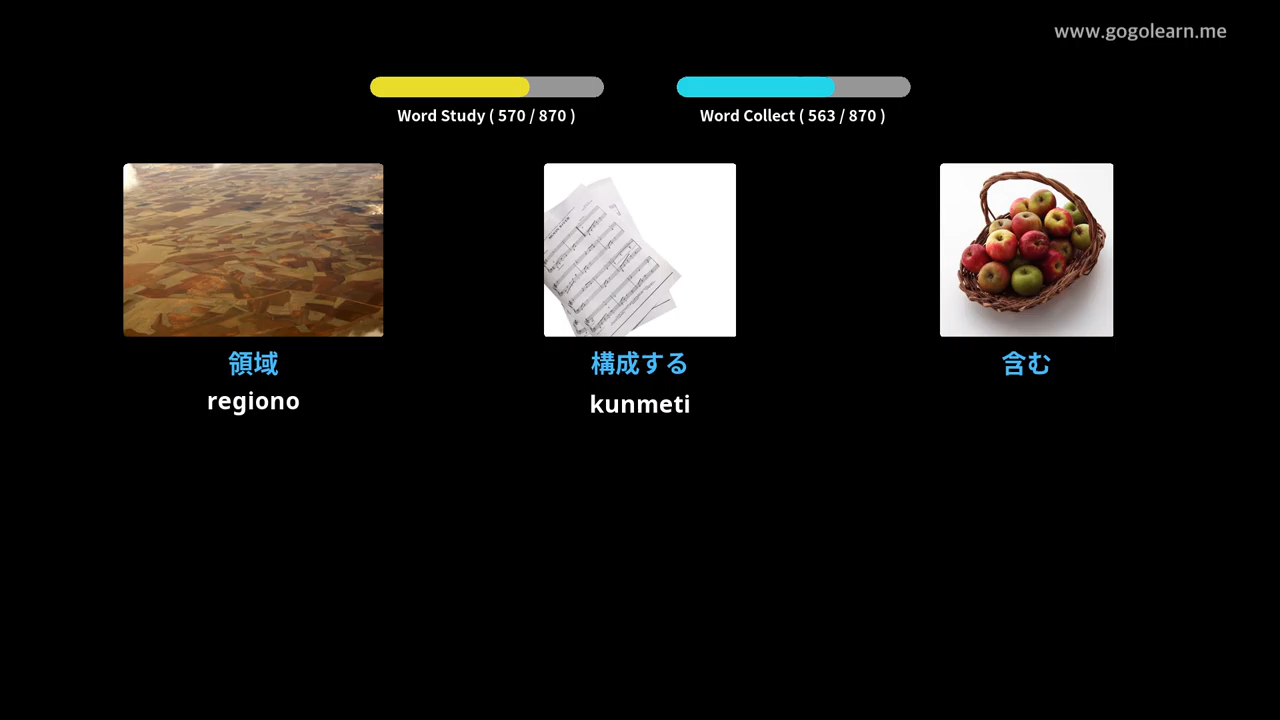 www.gogolearn.me
Word Study ( 570 / 870 )
Word Collect ( 563 / 870 )
領域
構成する
含む
regiono
kunmeti